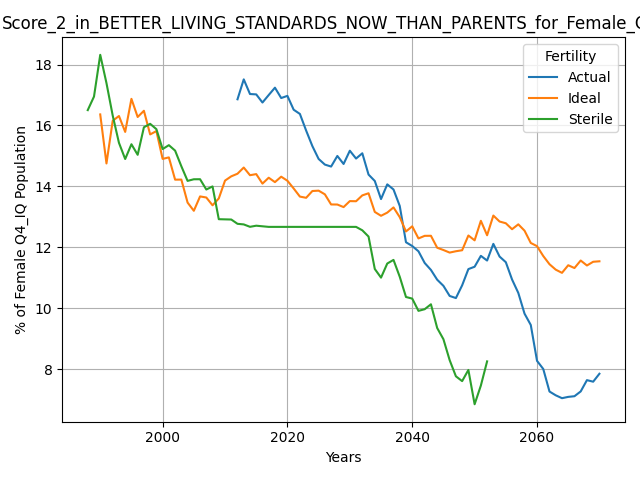 Score_2_in_BETTER_LIVING_STANDARDS_NOW_THAN_PARENTS_for_Female_
Fertility
Actual
Ideal
Sterile
% of Female Q4_IQ Population
18
16
14
12
10
8
2000
2020
2040
2060
Years